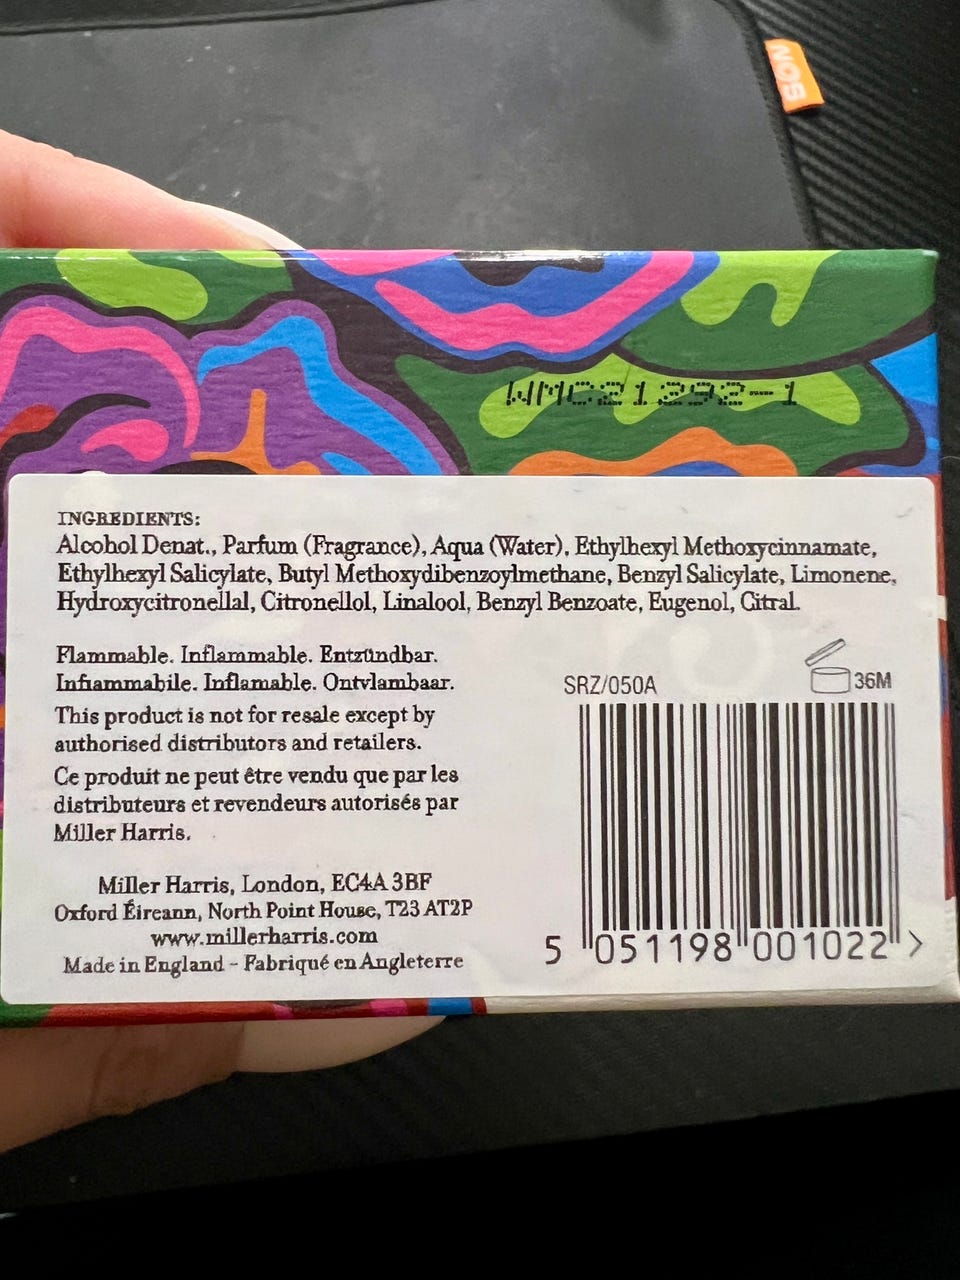 SOW
WMC21292-1
INGREDIENTS:
Alcohol Denat., Parfum (Fragrance), Aqua (Water), Ethylhexyl Methoxycinnamate,
Ethylhexyl Salicylate, Butyl Methoxydibenzoylmethane, Benzyl Salicylate, Limonene,
Hydroxycitronellal, Citronellol, Linalool, Benzyl Benzoate, Eugenol, Citral.
Flammable. Inflammable. Entzündbar.
Infiammabile. Inflamable. Ontvlambaar.
This product is not for resale except by
authorised distributors and retailers.
Ce produit ne peut être vendu que par les
distributeurs et revendeurs autorisés par
Miller Harris.
Miller Harris, London, EC4A 3BF
Oxford Éireann, North Point House, T23 AT2P
www.millerharris.com
Made in England - Fabriqué en Angleterre
SRZ/050A
36M
5 051198 001022 >